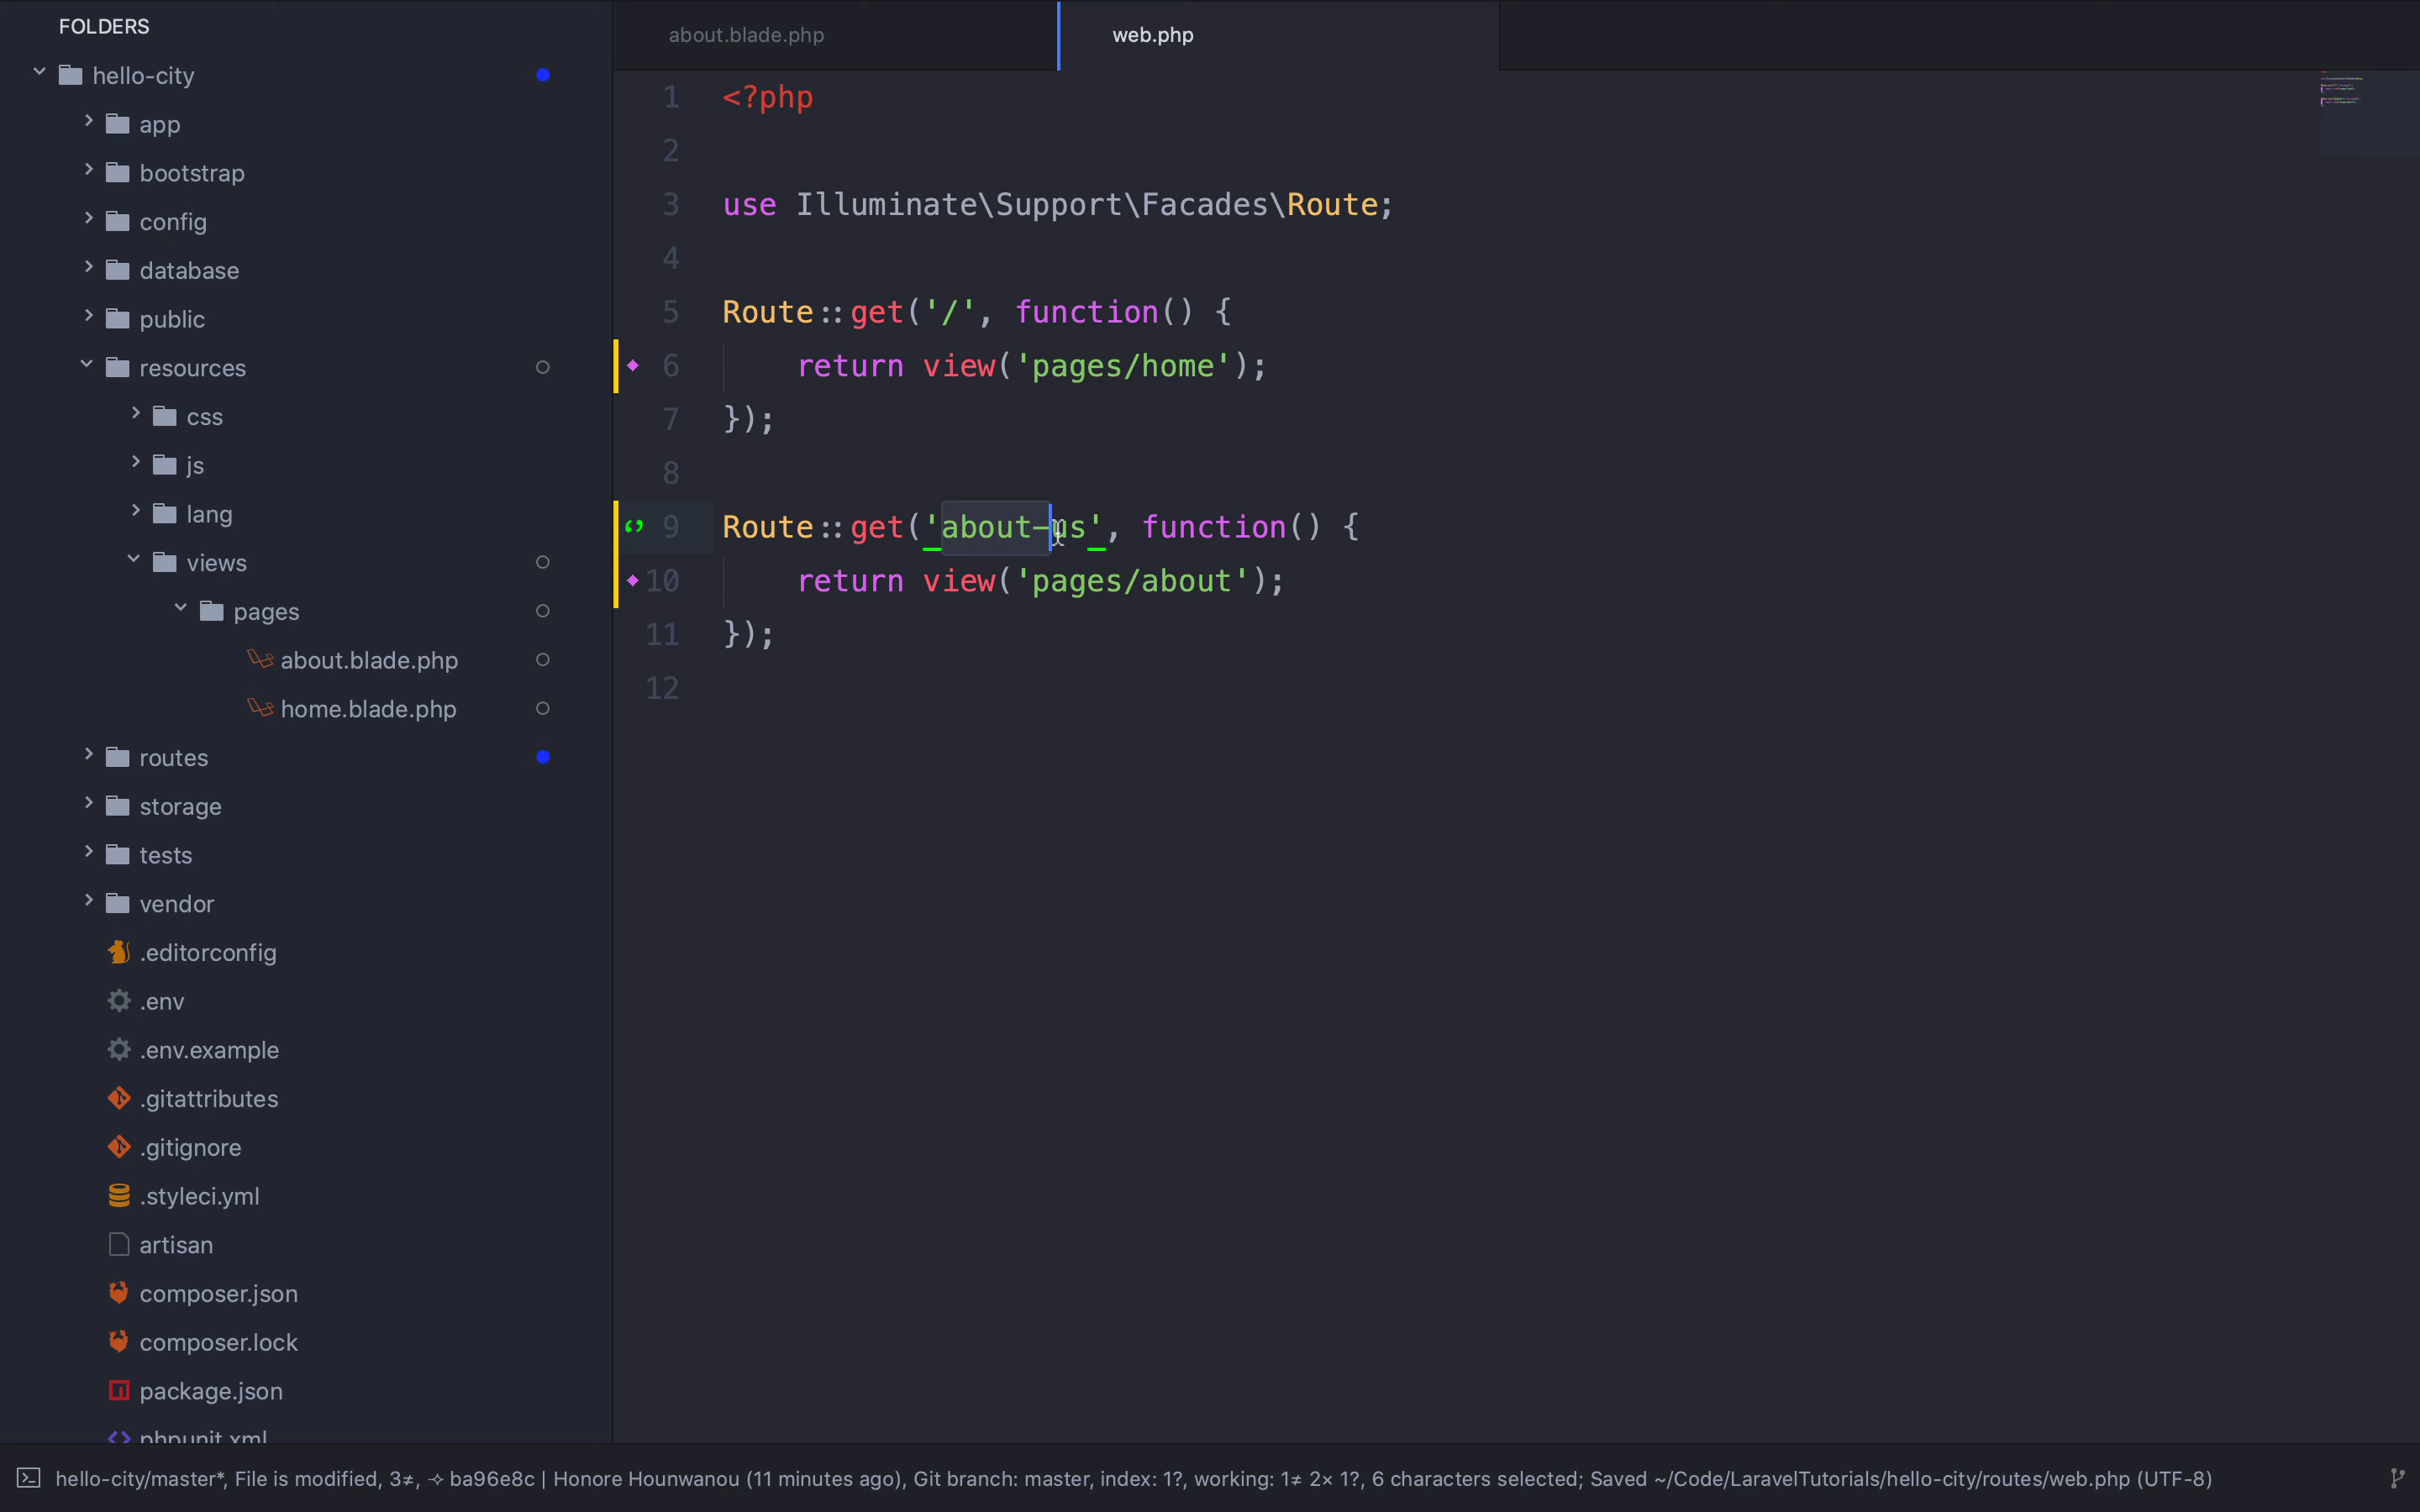 FOLDERS
hello-city
app
bootstrap
config
database
public
resources
css
js
lang
views
pages
about.blade.php
home.blade.php
routes
storage
tests
vendor
.editorconfig
.env
.env.example
.gitattributes
.gitignore
.styleci.yml
artisan
composer.json
composer.lock
package.json
phpunit.xml
about.blade.php
web.php
1 <?php
2
3 use Illuminate\Support\Facades\Route;
4
5 Route::get('/', function() {
6 return view('pages/home');
7 });
8
9 Route::get('about-us', function() {
10 return view('pages/about');
11 });
12
hello-city/master*, File is modified, 3≠, ⟢ ba96e8c | Honore Hounwanou (11 minutes ago), Git branch: master, index: 1?, working: 1≠ 2× 1?, 6 characters selected; Saved ~/Code/LaravelTutorials/hello-city/routes/web.php (UTF-8)